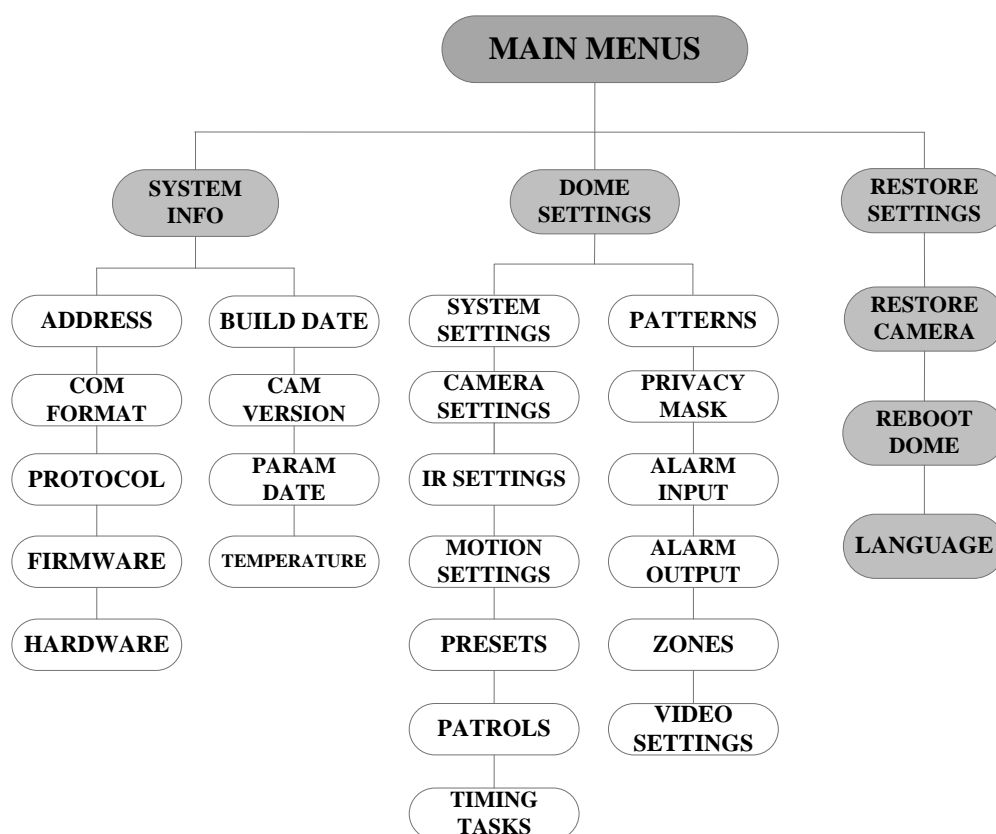 MAIN MENUS
SYSTEM
INFO
DOME
SETTINGS
RESTORE
SETTINGS
ADDRESS
COM
FORMAT
PROTOCOL
FIRMWARE
HARDWARE
BUILD DATE
CAM
VERSION
PARAM
DATE
TEMPERATURE
SYSTEM
SETTINGS
CAMERA
SETTINGS
IR SETTINGS
MOTION
SETTINGS
PRESETS
PATROLS
TIMING
TASKS
PATTERNS
PRIVACY
MASK
ALARM
INPUT
ALARM
OUTPUT
ZONES
VIDEO
SETTINGS
RESTORE
CAMERA
REBOOT
DOME
LANGUAGE